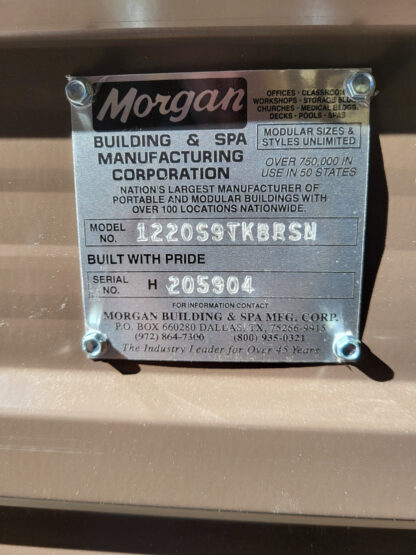 Morgan
OFFICES · CLASSROOM
WORKSHOPS · STORAGE BLDG
CHURCHES · MEDICAL BLDGS.
DECKS · POOLS · SPAS
BUILDING & SPA
MANUFACTURING
CORPORATION
MODULAR SIZES &
STYLES UNLIMITED
OVER 750,000 IN
USE IN 50 STATES
NATION'S LARGEST MANUFACTURER OF
PORTABLE AND MODULAR BUILDINGS WITH
OVER 100 LOCATIONS NATIONWIDE.
MODEL NO. 1220S9TKBRSN
BUILT WITH PRIDE
SERIAL NO. H 205904
FOR INFORMATION CONTACT
MORGAN BUILDING & SPA MFG. CORP.
P.O. BOX 660280 DALLAS, TX. 75266-9915
(972) 864-7300 (800) 935-0321
The Industry Leader for Over 45 Years